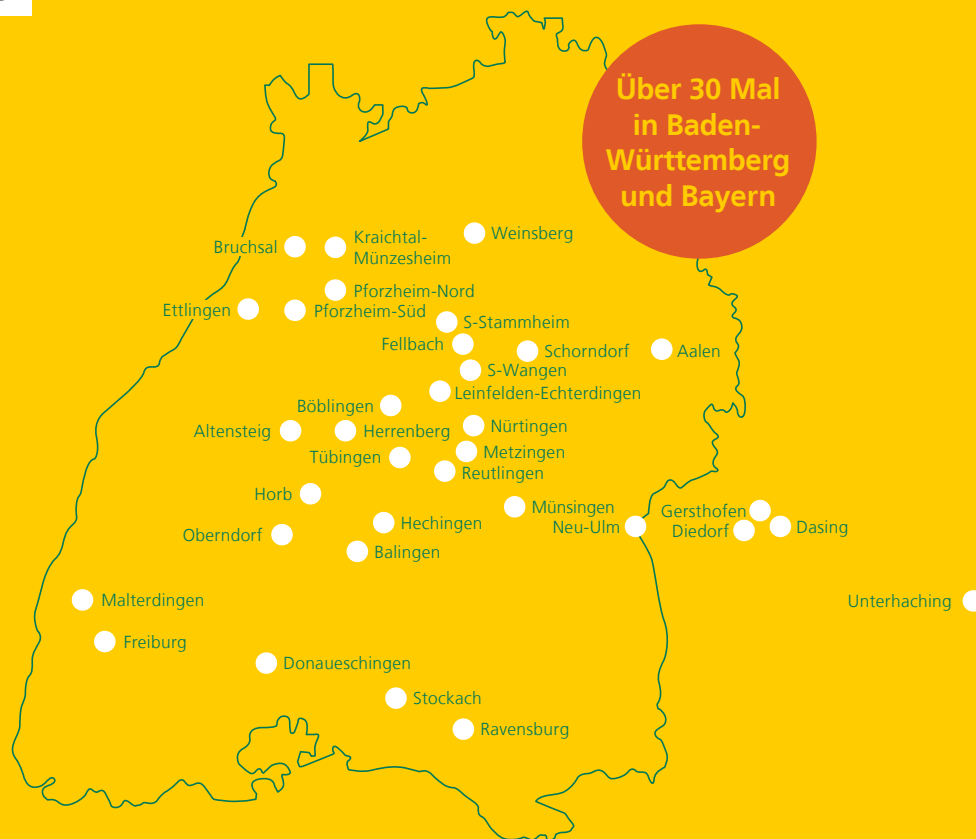 Über 30 Mal
in Baden-
Württemberg
und Bayern
Weinsberg
Bruchsal
Kraichtal-
Münzesheim
Pforzheim-Nord
Ettlingen
Pforzheim-Süd
S-Stammheim
Fellbach
Schorndorf
Aalen
S-Wangen
Leinfelden-Echterdingen
Böblingen
Altensteig
Herrenberg
Nürtingen
Tübingen
Metzingen
Reutlingen
Horb
Münsingen
Gersthofen
Oberndorf
Hechingen
Neu-Ulm
Diedorf
Dasing
Balingen
Malterdingen
Unterhaching
Freiburg
Donaueschingen
Stockach
Ravensburg